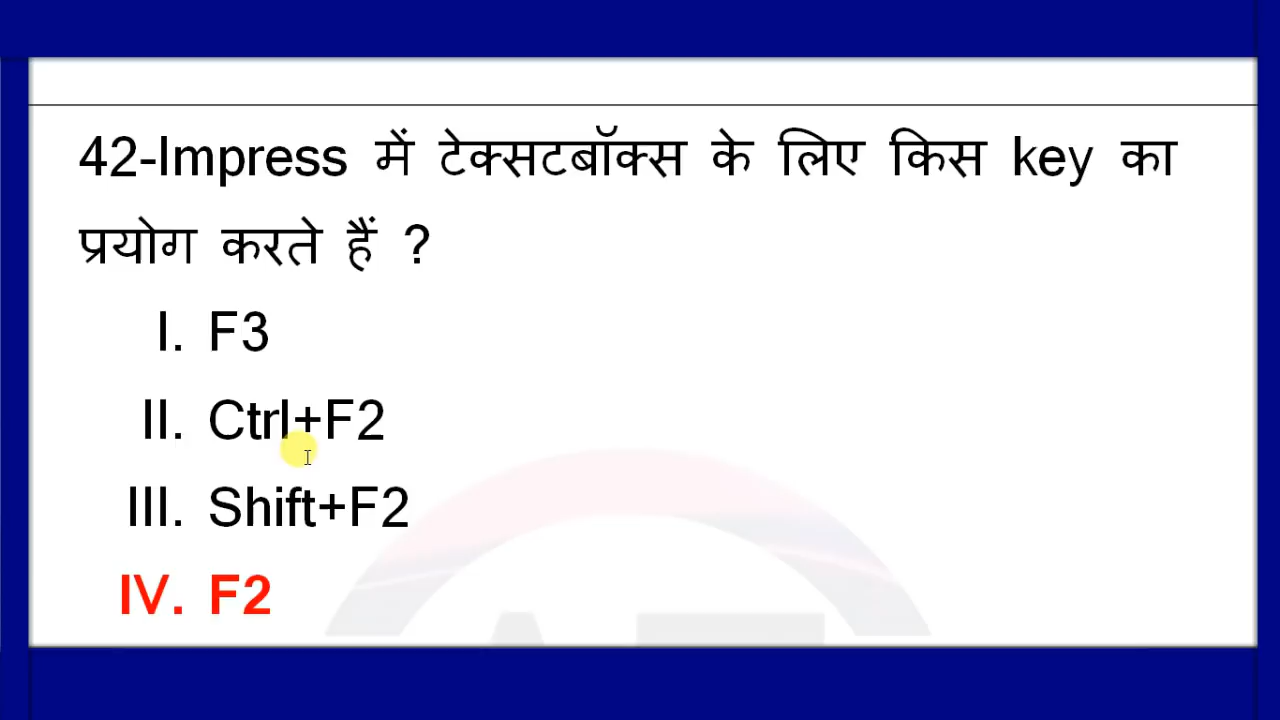 42-Impress में टेक्सटबॉक्स के लिए किस key का
प्रयोग करते हैं ?
I. F3
II. Ctrl+F2
III. Shift+F2
IV. F2